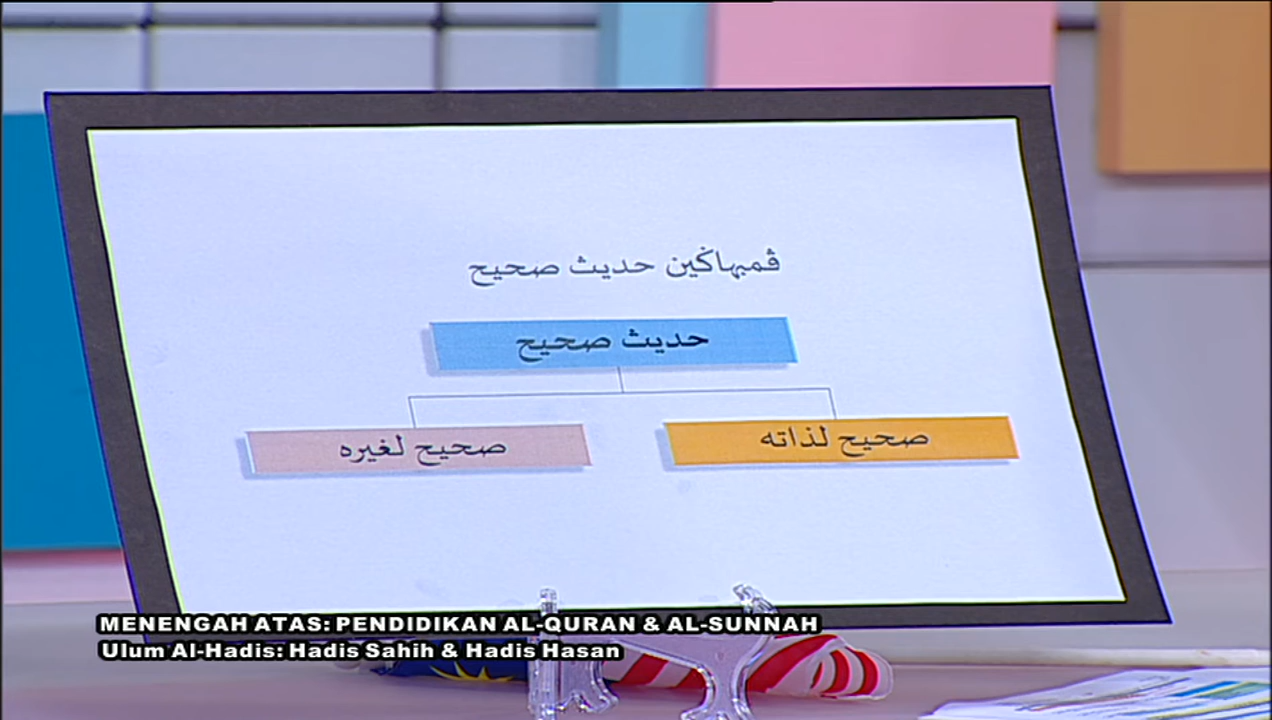 ڤمبهاݢين حديث صحيح
حديث صحيح
صحيح لذاته
صحيح لغيره
MENENGAH ATAS: PENDIDIKAN AL-QURAN & AL-SUNNAH
Ulum Al-Hadis: Hadis Sahih & Hadis Hasan